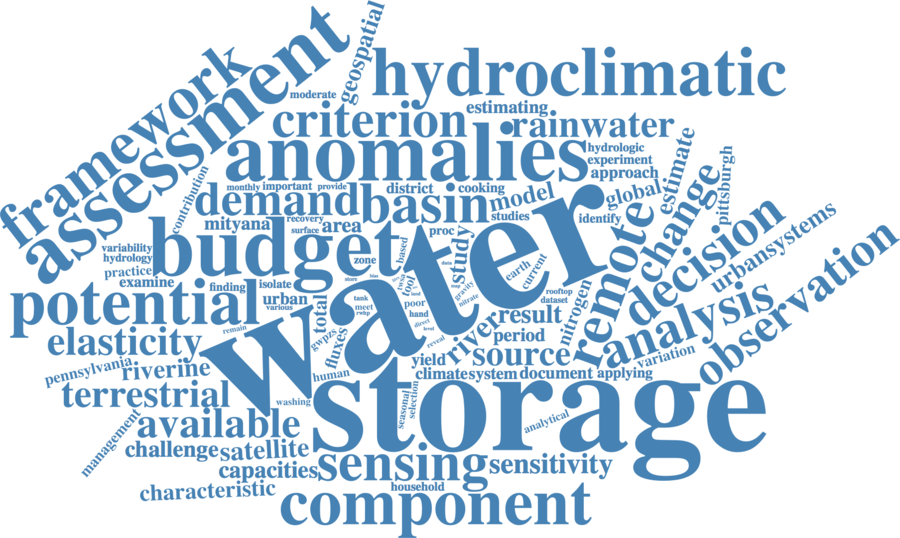 geospatial
framework
assessment
hydroclimatic
moderate
estimating
criterion
rainwater
anomalies
hydrologic
experiment
approach
contribution
monthly
important
provide
district
cooking
demand
basin
model
studies
global
estimate
pittsburgh
identify
mityana
recovery
surface
area
proc
budget
variability
hydrology
practice
examine
finding
isolate
zone
based
study
earth
current
remote
change
decision
urbansystems
observation
potential
urban
various
total
tank
meet
tool
poor
hand
direct
level
reveal
data
gravity
nitrate
water
rooftop
dataset
nitrogen
result
period
river
analysis
elasticity
remain
gwpzs
fluxes
yield
source
variation
pennsylvania
riverine
human
climate
system
document
applying
terrestrial
washing
storage
seasonal
selection
analytical
management
available
challenge
satellite
capacities
sensing
sensitivity
household
characteristic
component